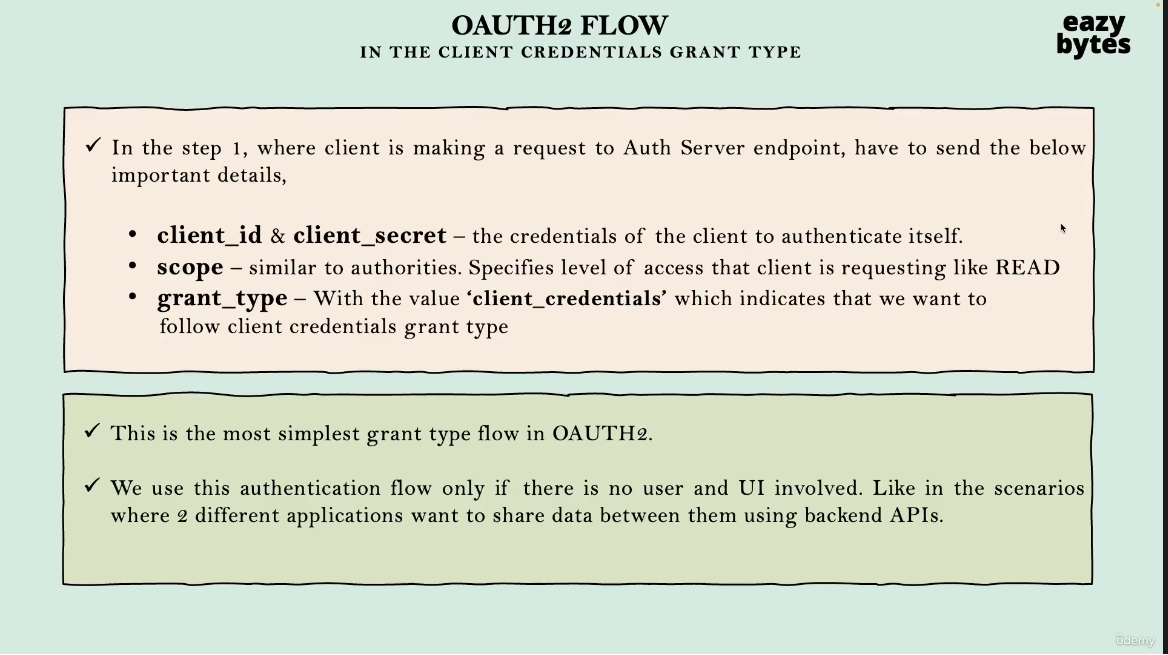 OAUTH2 FLOW
IN THE CLIENT CREDENTIALS GRANT TYPE
eazy
bytes
✓ In the step 1, where client is making a request to Auth Server endpoint, have to send the below
important details,
• client_id & client_secret – the credentials of the client to authenticate itself.
• scope – similar to authorities. Specifies level of access that client is requesting like READ
• grant_type – With the value ‘client_credentials’ which indicates that we want to
follow client credentials grant type
✓ This is the most simplest grant type flow in OAUTH2.
✓ We use this authentication flow only if there is no user and UI involved. Like in the scenarios
where 2 different applications want to share data between them using backend APIs.
Udemy